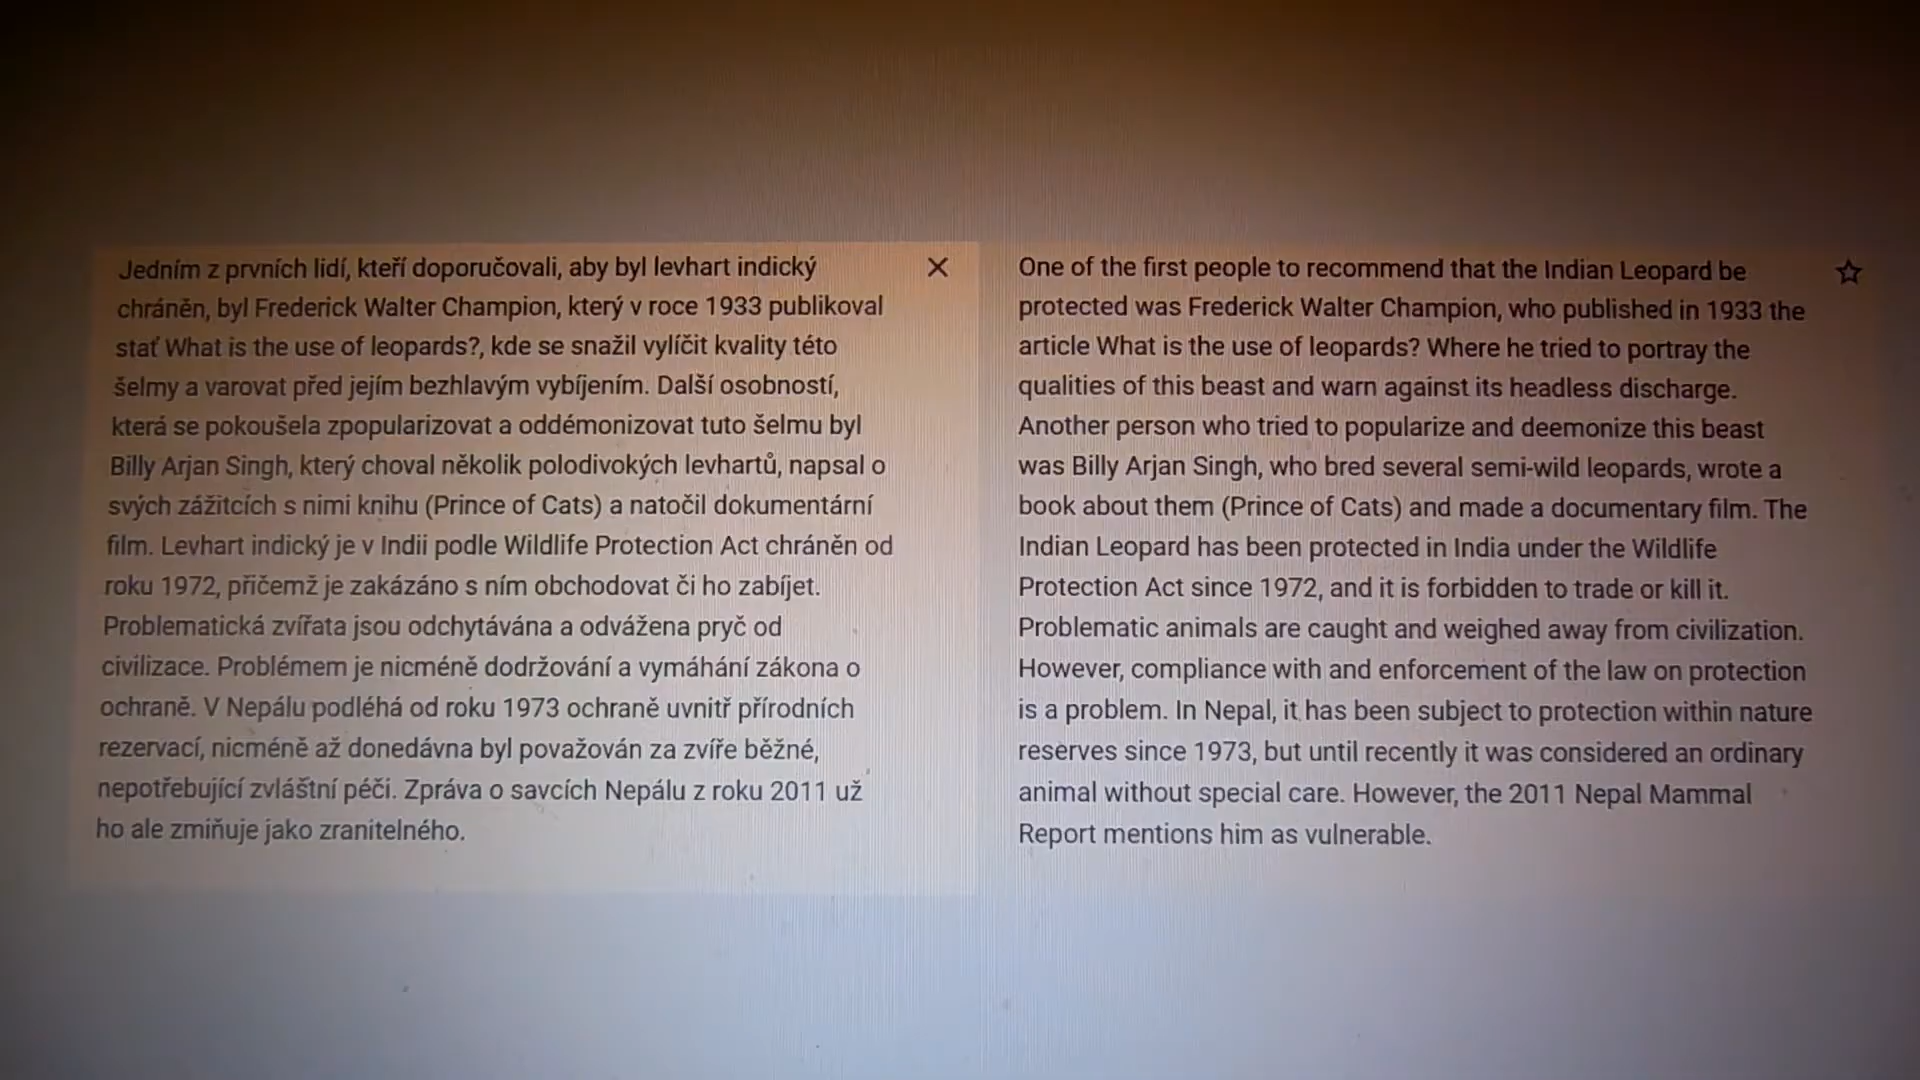 Jedním z prvních lidí, kteří doporučovali, aby byl levhart indický
chráněn, byl Frederick Walter Champion, který v roce 1933 publikoval
stať What is the use of leopards?, kde se snažil vylíčit kvality této
šelmy a varovat před jejím bezhlavým vybíjením. Další osobností,
která se pokoušela zpopularizovat a oddémonizovat tuto šelmu byl
Billy Arjan Singh, který choval několik polodivokých levhartů, napsal o
svých zážitcích s nimi knihu (Prince of Cats) a natočil dokumentární
film. Levhart indický je v Indii podle Wildlife Protection Act chráněn od
roku 1972, přičemž je zakázáno s ním obchodovat či ho zabíjet.
Problematická zvířata jsou odchytávána a odvážena pryč od
civilizace. Problémem je nicméně dodržování a vymáhání zákona o
ochraně. V Nepálu podléhá od roku 1973 ochraně uvnitř přírodních
rezervací, nicméně až donedávna byl považován za zvíře běžné,
nepotřebující zvláštní péči. Zpráva o savcích Nepálu z roku 2011 už
ho ale zmiňuje jako zranitelného.
One of the first people to recommend that the Indian Leopard be
protected was Frederick Walter Champion, who published in 1933 the
article What is the use of leopards? Where he tried to portray the
qualities of this beast and warn against its headless discharge.
Another person who tried to popularize and deemonize this beast
was Billy Arjan Singh, who bred several semi-wild leopards, wrote a
book about them (Prince of Cats) and made a documentary film. The
Indian Leopard has been protected in India under the Wildlife
Protection Act since 1972, and it is forbidden to trade or kill it.
Problematic animals are caught and weighed away from civilization.
However, compliance with and enforcement of the law on protection
is a problem. In Nepal, it has been subject to protection within nature
reserves since 1973, but until recently it was considered an ordinary
animal without special care. However, the 2011 Nepal Mammal
Report mentions him as vulnerable.